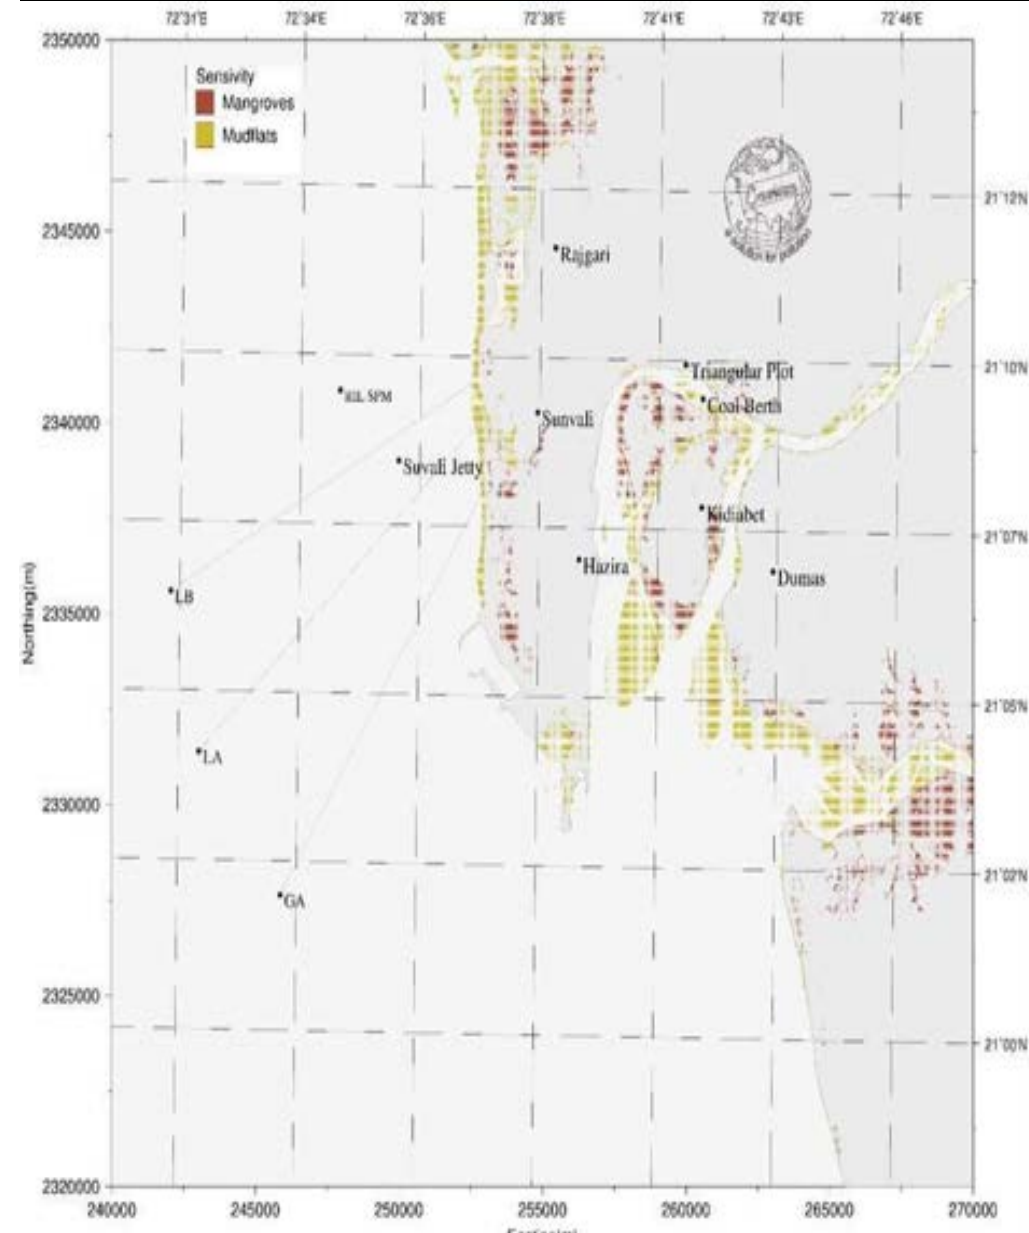 72°31'E 72°34'E 72°36'E 72°38'E 72°41'E 72°43'E 72°46'E
2350000
Sensivity
Mangroves
Mudflats
21°12'N
2345000
Rajgari
21°10'N
Triangular Plot
RIL SPM
Coal Berth
2340000
Sunvali
Suvali Jetty
Kidiabet
21°07'N
Hazira
Dumas
LB
2335000
Northing(m)
21°05'N
LA
2330000
21°02'N
GA
2325000
21°00'N
2320000
240000 245000 250000 255000 260000 265000 270000